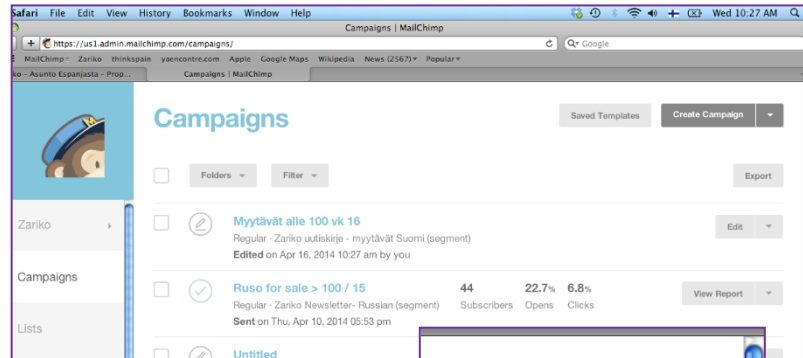 Safari File Edit View History Bookmarks Window Help Wed 10:27 AM
Campaigns | MailChimp
https://us1.admin.mailchimp.com/campaigns/ Google
MailChimp Zariko thinkspain yaencontre.com Apple Google Maps Wikipedia News (2567) Popular
ko – Asunto Espanjasta – Prop... Campaigns | MailChimp
Campaigns
Saved Templates Create Campaign
Folders Filter Export
Zariko
Myytävät alle 100 vk 16 Edit
Regular · Zariko uutiskirje - myytävät Suomi (segment)
Edited on Apr 16, 2014 10:27 am by you
Campaigns
Ruso for sale > 100 / 15 44 22.7% 6.8% View Report
Regular · Zariko Newsletter- Russian (segment) Subscribers Opens Clicks
Sent on Thu, Apr 10, 2014 05:53 pm
Lists
Untitled